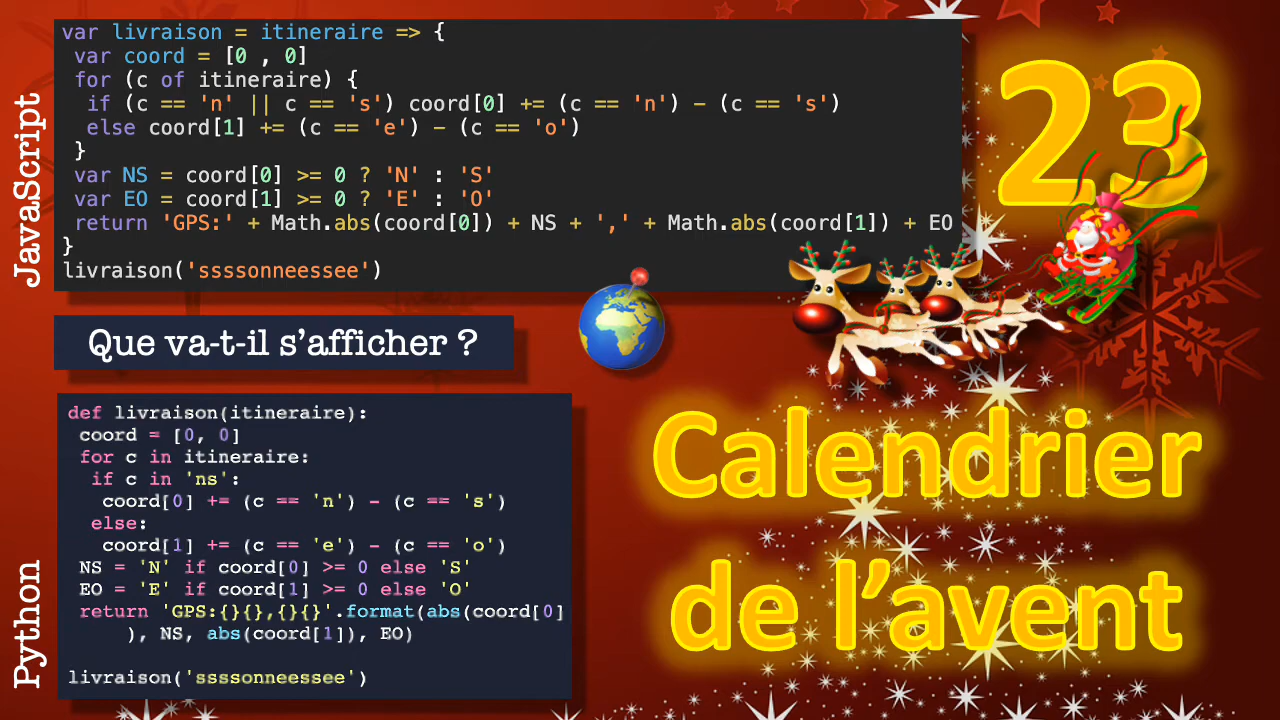 JavaScript
var livraison = itineraire => {
 var coord = [0 , 0]
 for (c of itineraire) {
  if (c == 'n' || c == 's') coord[0] += (c == 'n') - (c == 's')
  else coord[1] += (c == 'e') - (c == 'o')
 }
 var NS = coord[0] >= 0 ? 'N' : 'S'
 var EO = coord[1] >= 0 ? 'E' : 'O'
 return 'GPS:' + Math.abs(coord[0]) + NS + ',' + Math.abs(coord[1]) + EO
}
livraison('ssssonneessee')
23
Que va-t-il s’afficher ?
Python
def livraison(itineraire):
 coord = [0, 0]
 for c in itineraire:
  if c in 'ns':
   coord[0] += (c == 'n') - (c == 's')
  else:
   coord[1] += (c == 'e') - (c == 'o')
 NS = 'N' if coord[0] >= 0 else 'S'
 EO = 'E' if coord[1] >= 0 else 'O'
 return 'GPS:{}{},{}{}'.format(abs(coord[0]
     ), NS, abs(coord[1]), EO)
livraison('ssssonneessee')
Calendrier
de l’avent